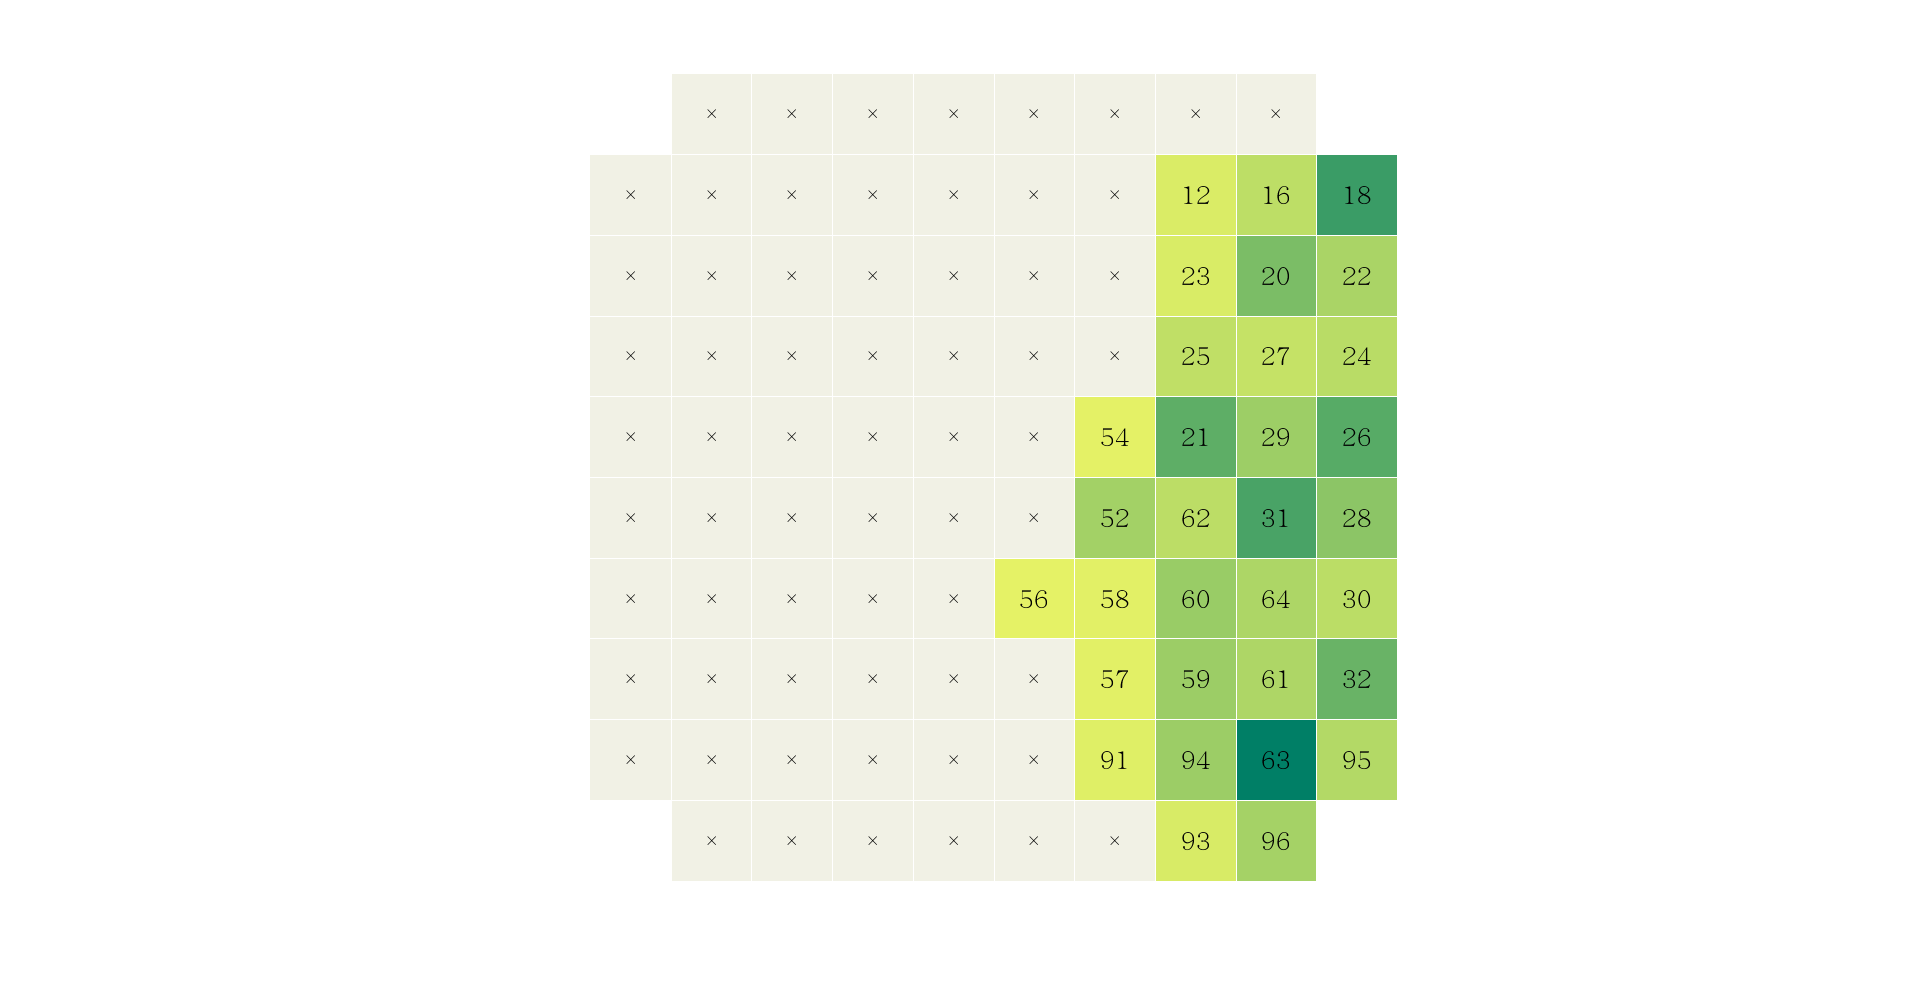 × × × × × × × ×
× × × × × × × 12 16 18
× × × × × × × 23 20 22
× × × × × × × 25 27 24
× × × × × × 54 21 29 26
× × × × × × 52 62 31 28
× × × × × 56 58 60 64 30
× × × × × × 57 59 61 32
× × × × × × 91 94 63 95
× × × × × × 93 96